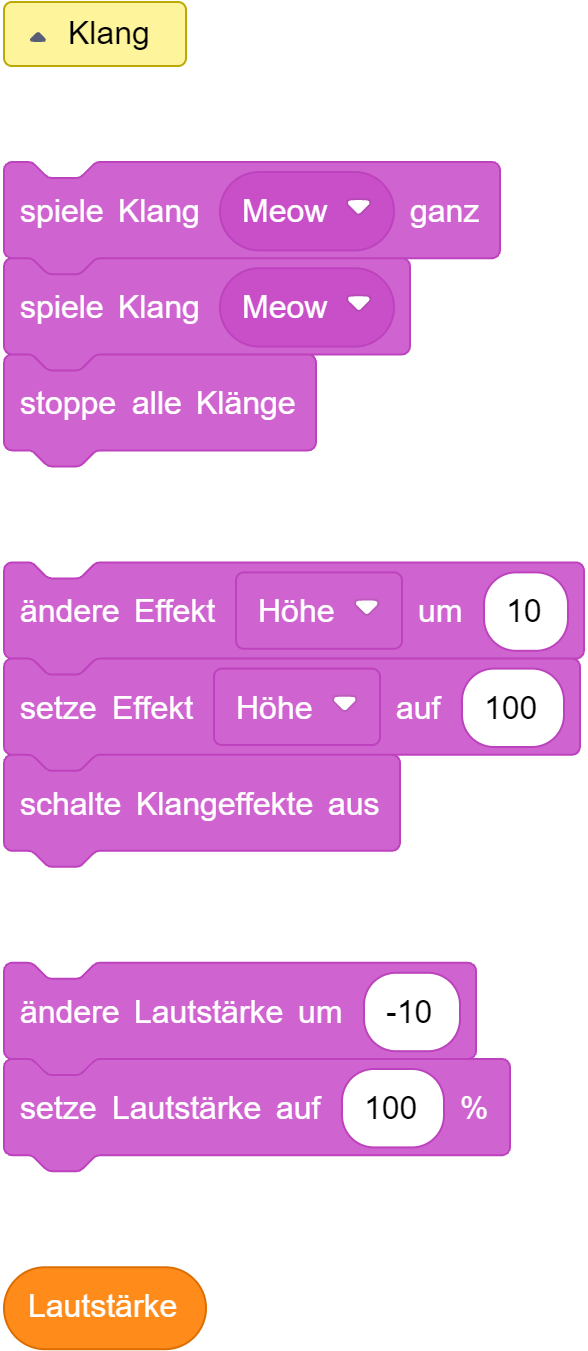 Klang
spiele Klang Meow ganz
spiele Klang Meow
stoppe alle Klänge
ändere Effekt Höhe um 10
setze Effekt Höhe auf 100
schalte Klangeffekte aus
ändere Lautstärke um -10
setze Lautstärke auf 100 %
Lautstärke